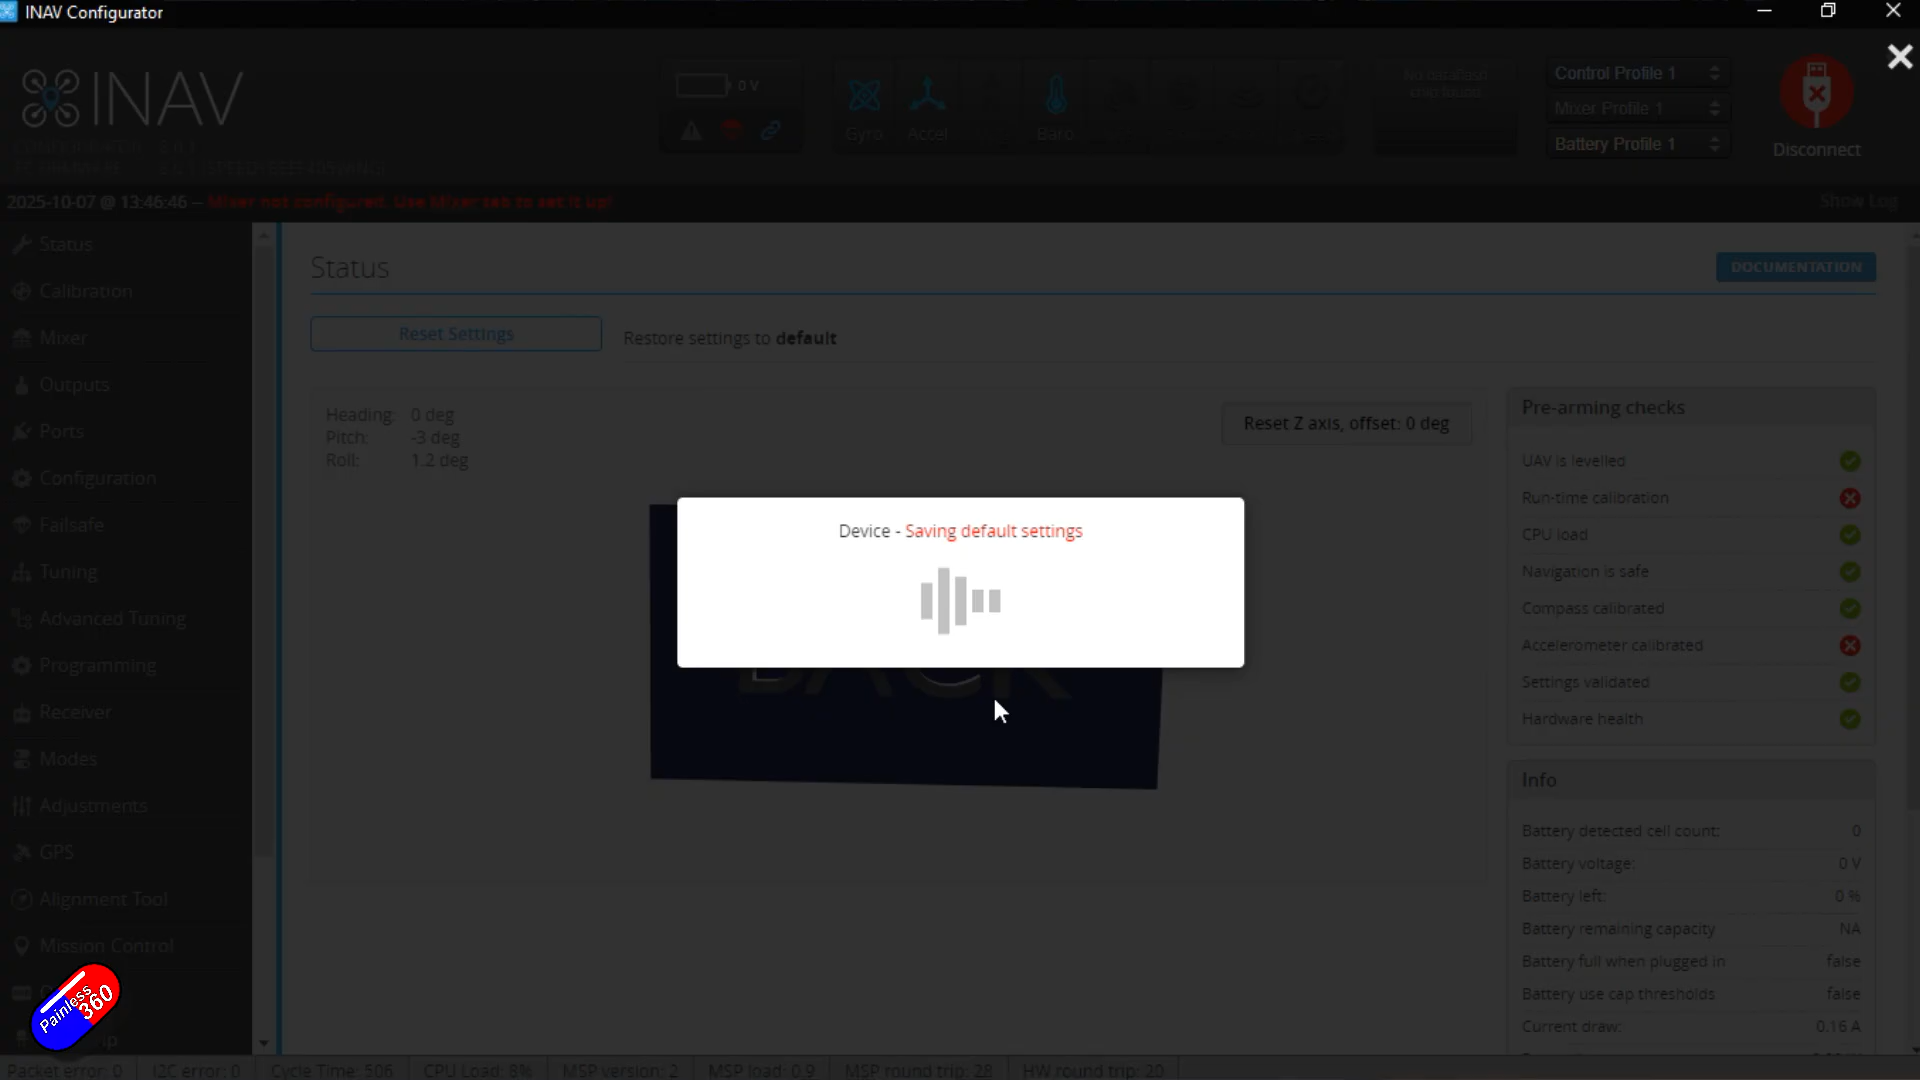 INAV Configurator
INAV
0 V
Gyro
Accel
Baro
No dataflash
chip found
Control Profile 1
Mixer Profile 1
Battery Profile 1
Disconnect
2025-10-07 @ 13:46:46 -- Mixer not configured. Use Mixer tab to set it up!
Show Log
Status
Calibration
Mixer
Outputs
Ports
Configuration
Failsafe
Tuning
Advanced Tuning
Programming
Receiver
Modes
Adjustments
GPS
Alignment Tool
Mission Control
Painless
360
Status
DOCUMENTATION
Reset Settings
Restore settings to default
Heading: 0 deg
Pitch: -3 deg
Roll: 1.2 deg
Reset Z axis, offset: 0 deg
Device - Saving default settings
BACK
Pre-arming checks
UAV is levelled
Run-time calibration
CPU load
Navigation is safe
Compass calibrated
Accelerometer calibrated
Settings validated
Hardware health
Info
Battery detected cell count: 0
Battery voltage: 0 V
Battery left: 0 %
Battery remaining capacity NA
Battery full when plugged in false
Battery use cap thresholds false
Current draw: 0.16 A
Packet error: 0
I2C error: 0
Cycle Time: 506
CPU Load: 8%
MSP version: 2
MSP load: 0.9
MSP round trip: 28
HW round trip: 20